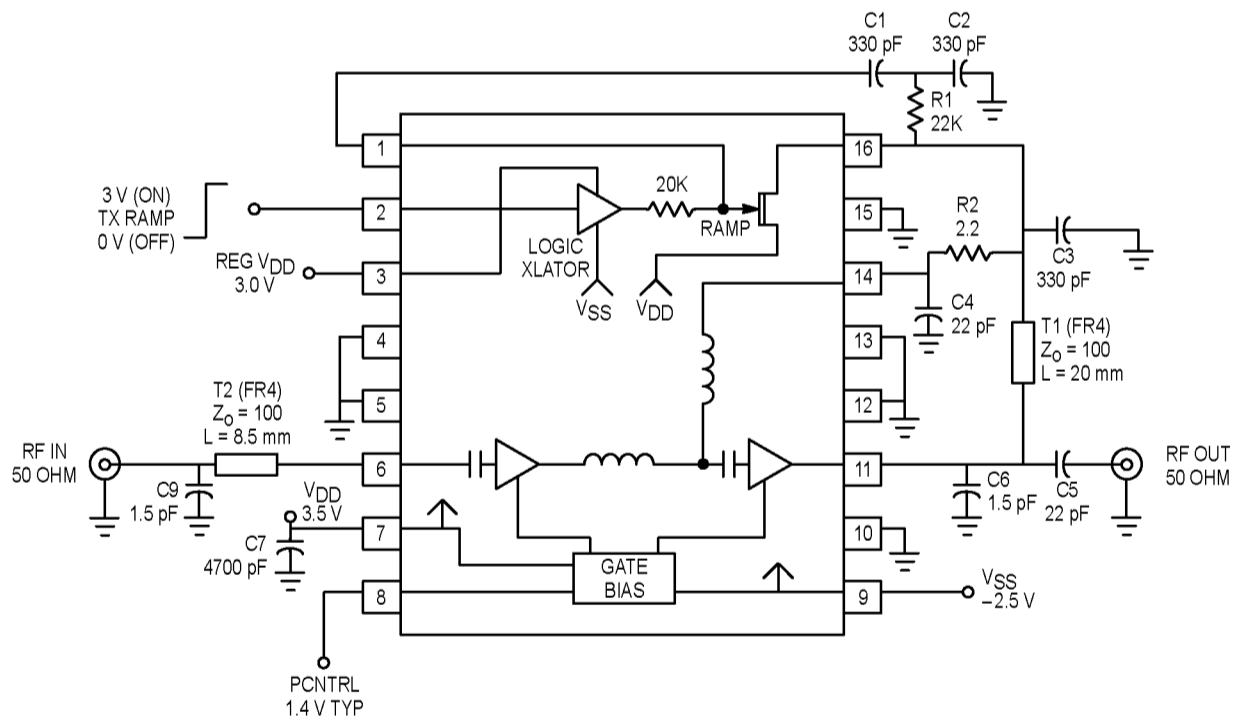 C1
330 pF
C2
330 pF
R1
22K
1
16
3 V (ON)
TX RAMP
0 V (OFF)
2
20K
RAMP
15
R2
2.2
LOGIC
XLATOR
REG VDD
3.0 V
3
VSS
VDD
14
C3
330 pF
C4
22 pF
4
13
T1 (FR4)
Zo = 100
L = 20 mm
T2 (FR4)
Zo = 100
L = 8.5 mm
5
12
RF IN
50 OHM
6
11
RF OUT
50 OHM
C9
1.5 pF
C6
1.5 pF
C5
22 pF
VDD
3.5 V
7
10
C7
4700 pF
GATE
BIAS
8
9
VSS
–2.5 V
PCNTRL
1.4 V TYP